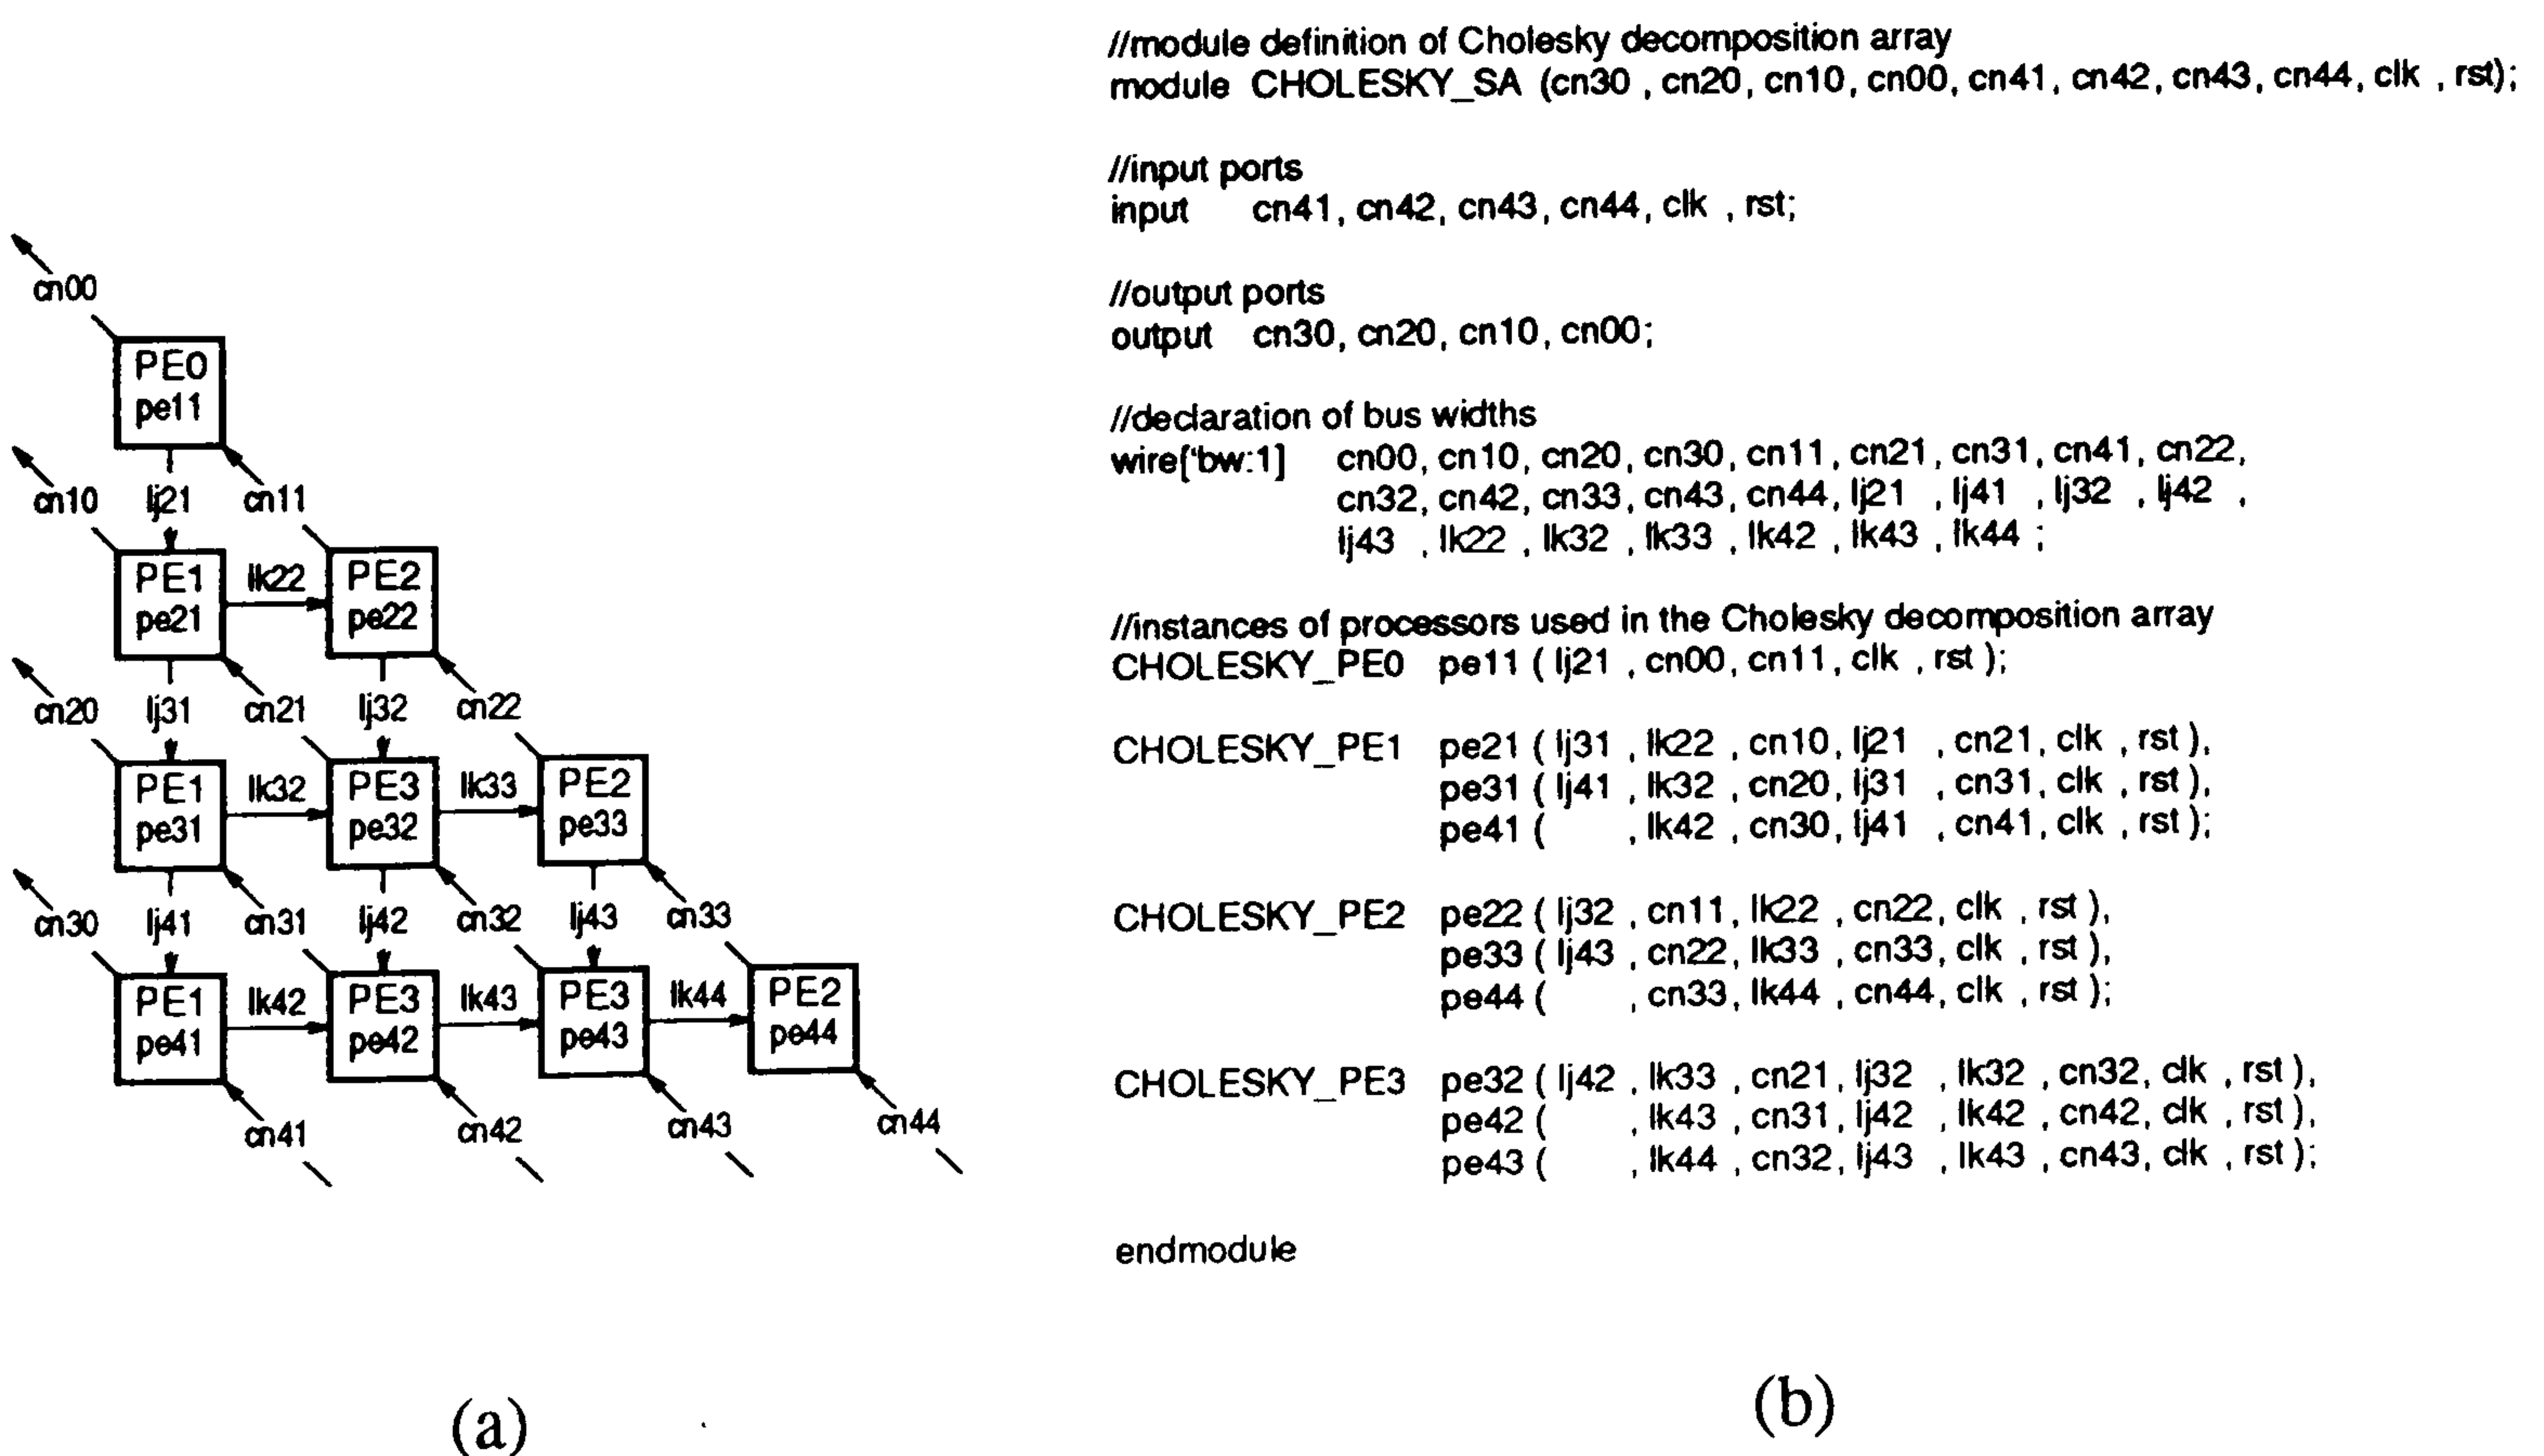 cn00
PE0
pe11
cn10 lj21 cn11
PE1 lk22 PE2
pe21 pe22
cn20 lj31 cn21 lj32 cn22
PE1 lk32 PE3 lk33 PE2
pe31 pe32 pe33
cn30 lj41 cn31 lj42 cn32 lj43 cn33
PE1 lk42 PE3 lk43 PE3 lk44 PE2
pe41 pe42 pe43 pe44
cn41 cn42 cn43 cn44
(a)
//module definition of Cholesky decomposition array
module CHOLESKY_SA (cn30 , cn20, cn10, cn00, cn41, cn42, cn43, cn44, clk , rst);
//input ports
input cn41, cn42, cn43, cn44, clk , rst;
//output ports
output cn30, cn20, cn10, cn00;
//declaration of bus widths
wire['bw:1] cn00, cn10, cn20, cn30, cn11, cn21, cn31, cn41, cn22,
cn32, cn42, cn33, cn43, cn44, lj21 , lj41 , lj32 , lj42 ,
lj43 , lk22 , lk32 , lk33 , lk42 , lk43 , lk44 ;
//instances of processors used in the Cholesky decomposition array
CHOLESKY_PE0 pe11 ( lj21 , cn00, cn11, clk , rst );
CHOLESKY_PE1 pe21 ( lj31 , lk22 , cn10, lj21 , cn21, clk , rst ),
pe31 ( lj41 , lk32 , cn20, lj31 , cn31, clk , rst ),
pe41 ( , lk42 , cn30, lj41 , cn41, clk , rst );
CHOLESKY_PE2 pe22 ( lj32 , cn11, lk22 , cn22, clk , rst ),
pe33 ( lj43 , cn22, lk33 , cn33, clk , rst ),
pe44 ( , cn33, lk44 , cn44, clk , rst );
CHOLESKY_PE3 pe32 ( lj42 , lk33 , cn21, lj32 , lk32 , cn32, clk , rst ),
pe42 ( , lk43 , cn31, lj42 , lk42 , cn42, clk , rst ),
pe43 ( , lk44 , cn32, lj43 , lk43 , cn43, clk , rst );
endmodule
(b)